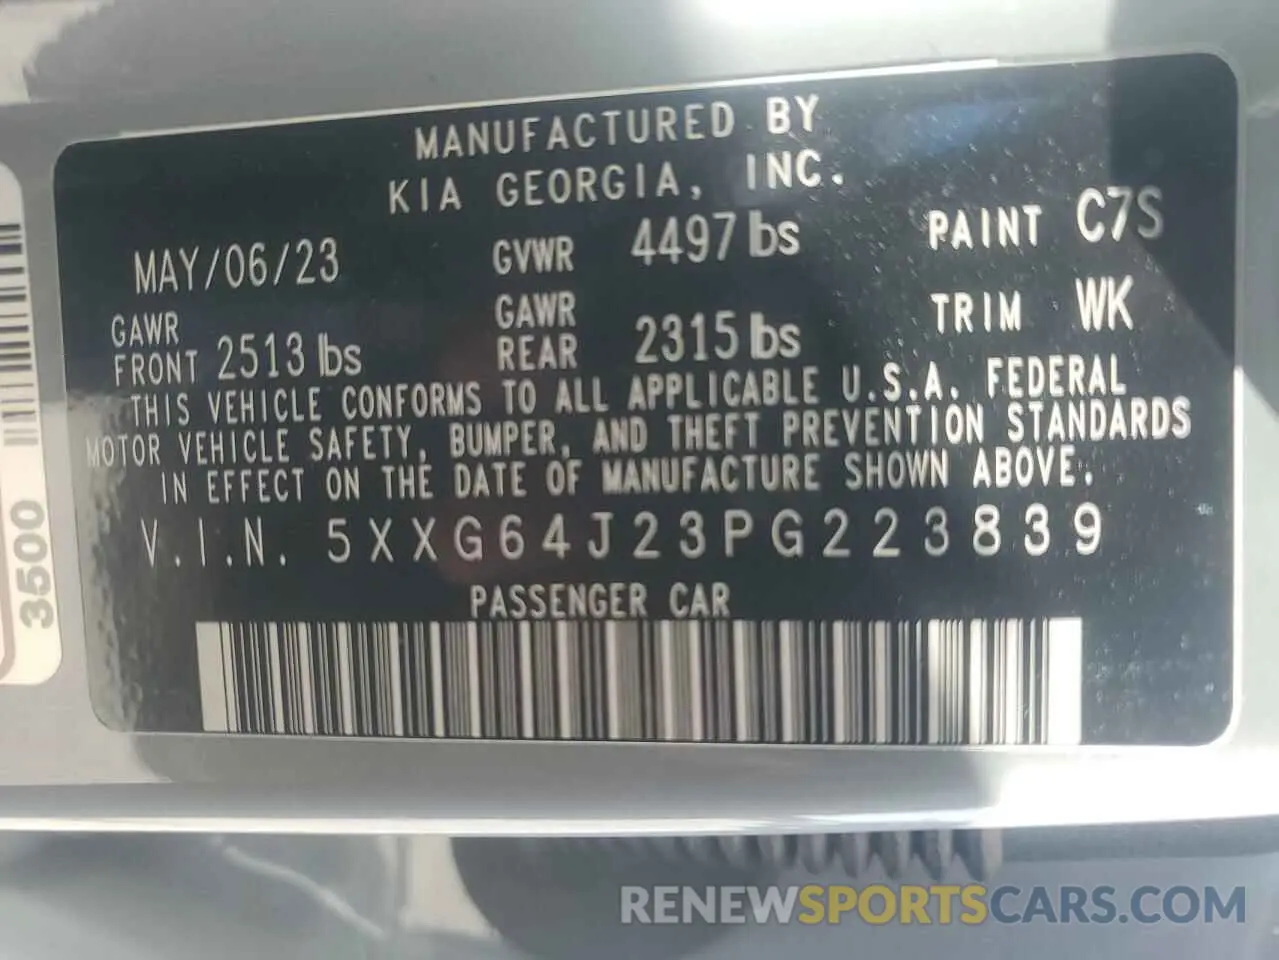 MANUFACTURED BY
KIA GEORGIA, INC.
MAY/06/23 GVWR 4497 lbs PAINT C7S
GAWR FRONT 2513 lbs GAWR REAR 2315 lbs TRIM WK
THIS VEHICLE CONFORMS TO ALL APPLICABLE U.S.A. FEDERAL
MOTOR VEHICLE SAFETY, BUMPER, AND THEFT PREVENTION STANDARDS
IN EFFECT ON THE DATE OF MANUFACTURE SHOWN ABOVE.
V.I.N. 5XXG64J23PG223839
PASSENGER CAR
3500
RENEWSPORTSCARS.COM